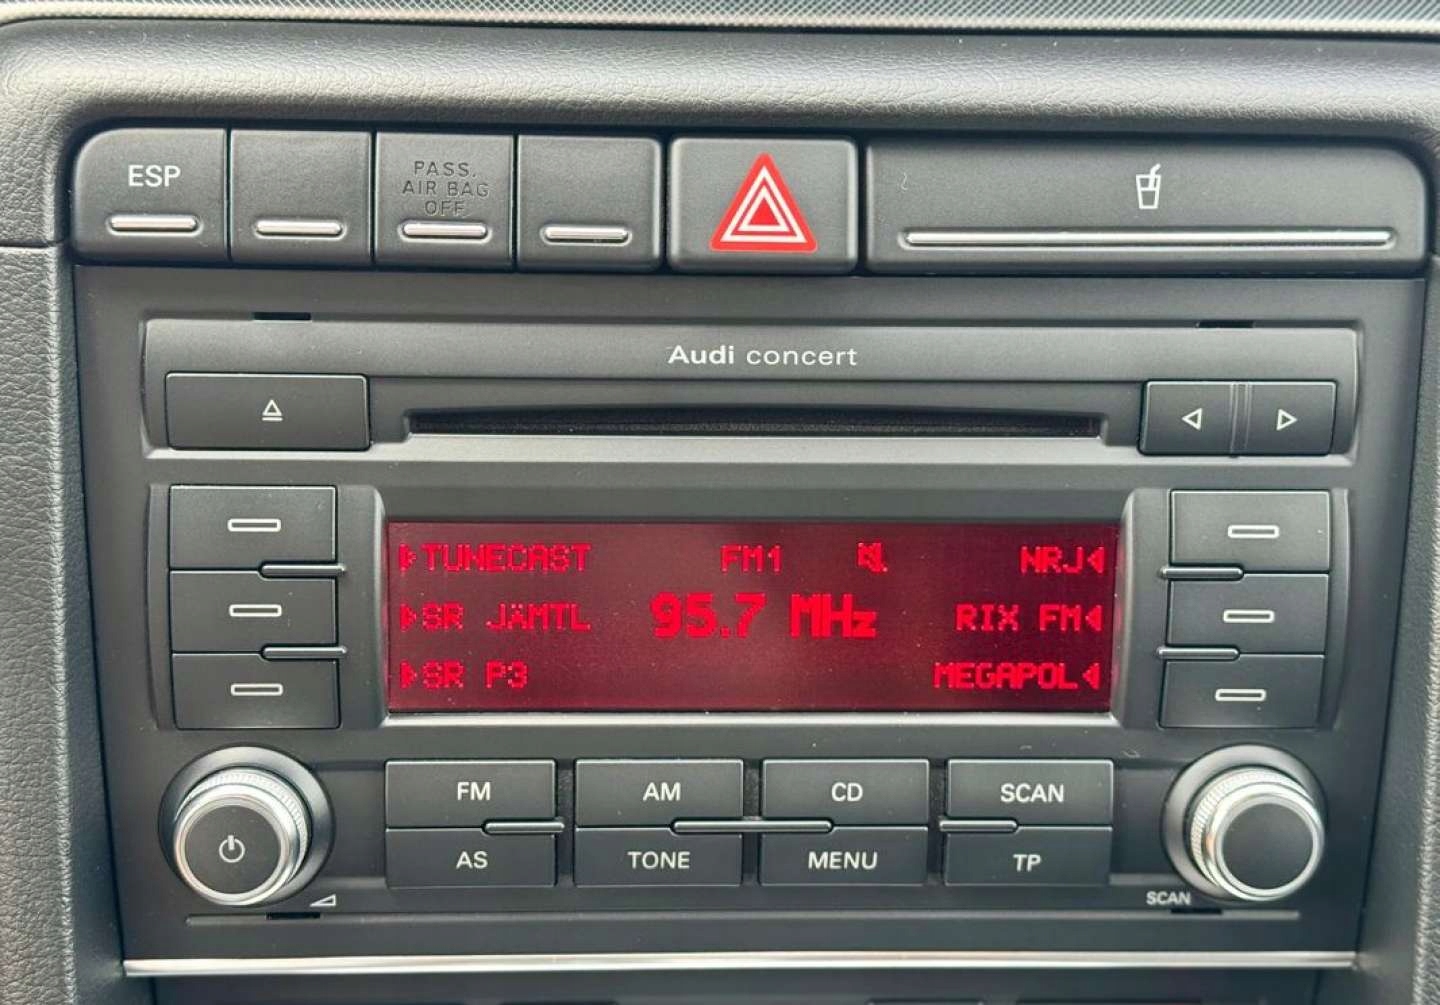 ESP
PASS.
AIR BAG
OFF
Audi concert
TUNECAST FM1 NRJ
SR JÄMTL 95.7 MHz RIX FM
SR P3 MEGAPOL
FM AM CD SCAN
AS TONE MENU TP
SCAN